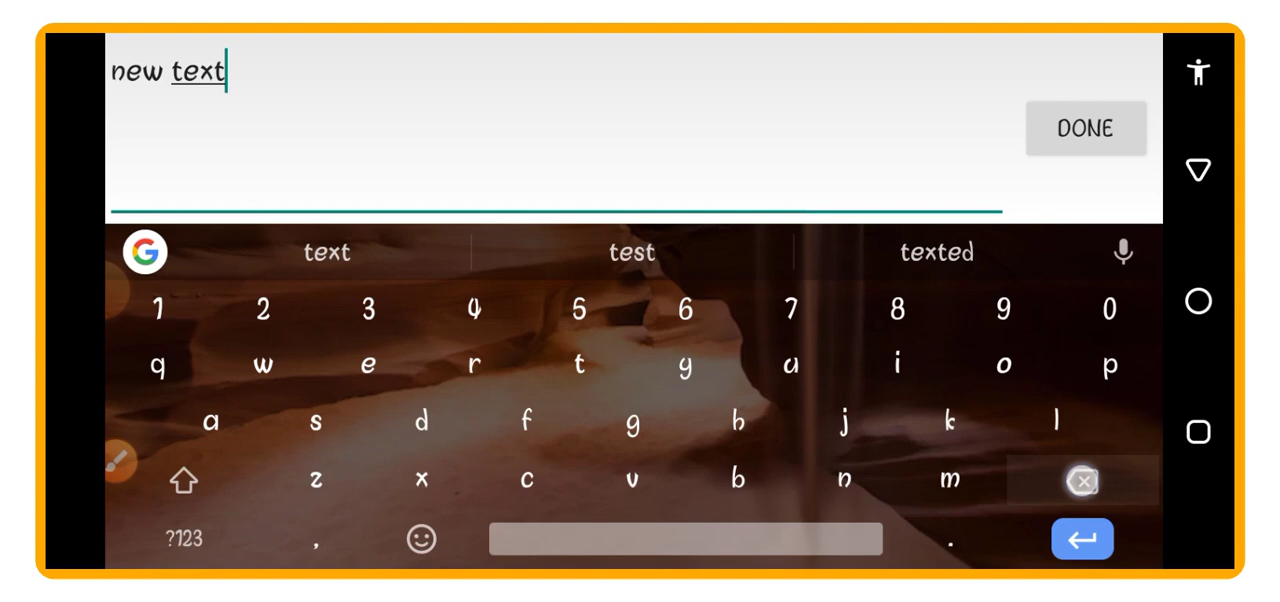 new text
DONE
text test texted
1 2 3 4 5 6 7 8 9 0
q w e r t y u i o p
a s d f g h j k l
z x c v b n m
?123 , .